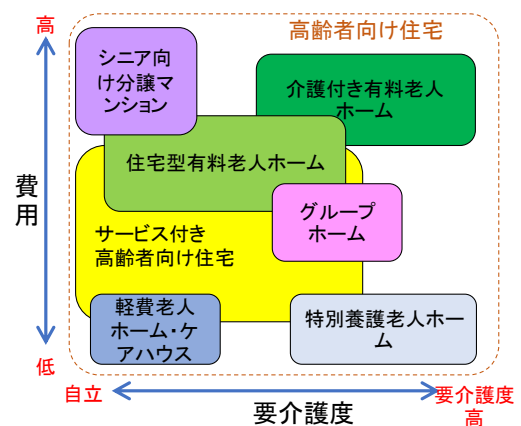 高
高齢者向け住宅
シニア向
け分譲マ
ンション
介護付き有料老人
ホーム
住宅型有料老人ホーム
費
用
グループ
ホーム
サービス付き
高齢者向け住宅
軽費老人
ホーム・ケ
アハウス
特別養護老人ホー
ム
低
自立
要介護度
要介護度
高